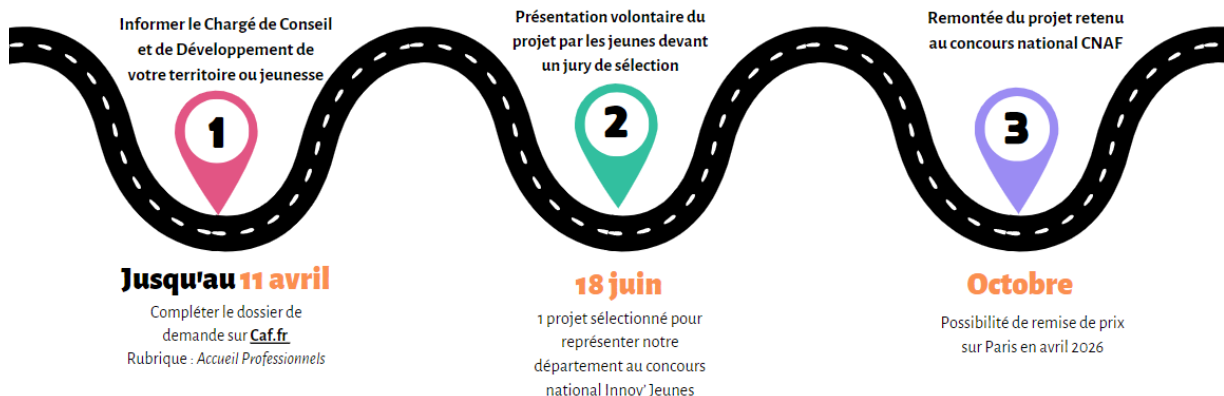 Informer le Chargé de Conseil
et de Développement de
votre territoire ou jeunesse
1
Jusqu'au 11 avril
Compléter le dossier de
demande sur Caf.fr
Rubrique : Accueil Professionnels
Présentation volontaire du
projet par les jeunes devant
un jury de sélection
2
18 juin
1 projet sélectionné pour
représenter notre
département au concours
national Innov' Jeunes
Remontée du projet retenu
au concours national CNAF
3
Octobre
Possibilité de remise de prix
sur Paris en avril 2026